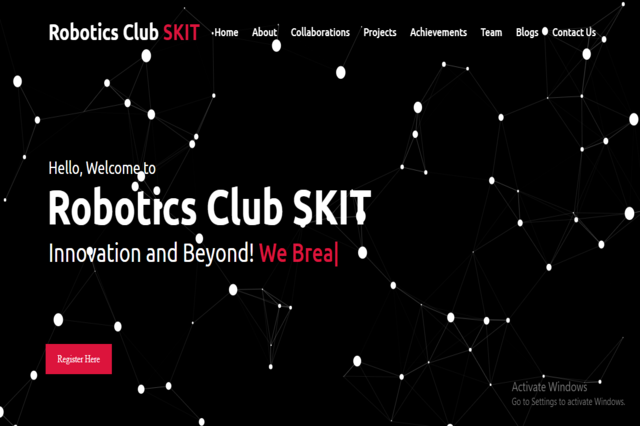 Robotics Club SKIT
Home About Collaborations Projects Achievements Team Blogs Contact Us
Hello, Welcome to
Robotics Club SKIT
Innovation and Beyond! We Brea|
Register Here
Activate Windows
Go to Settings to activate Windows.